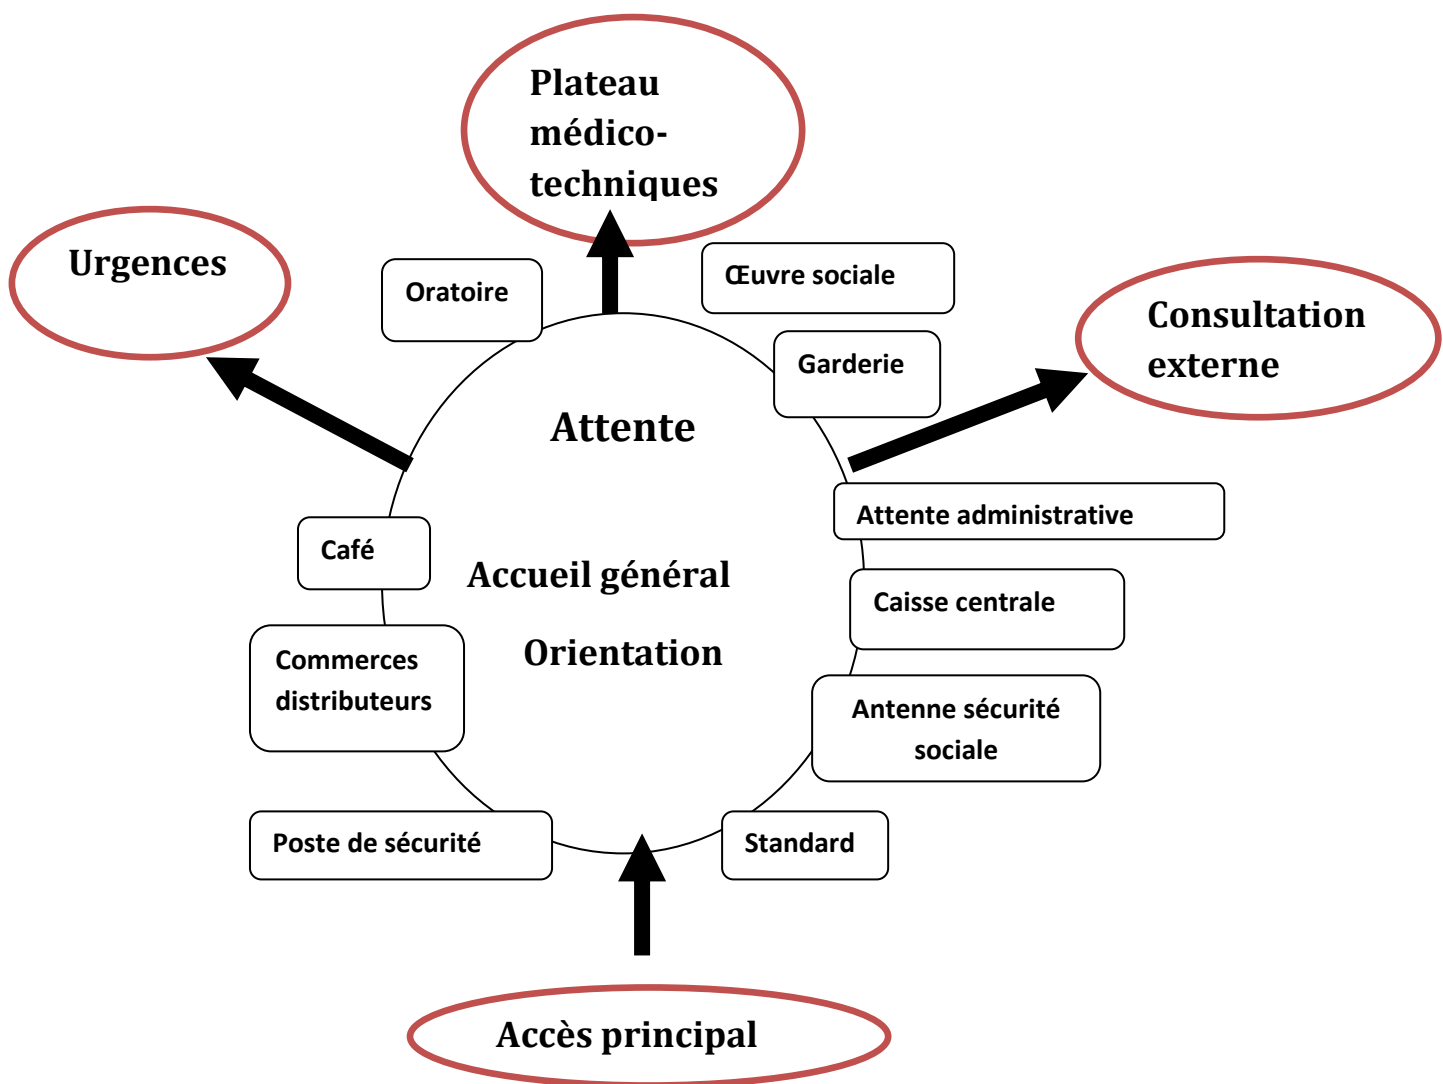 Plateau
médico-
techniques
Urgences
Oratoire
Œuvre sociale
Consultation
externe
Garderie
Attente
Attente administrative
Café
Accueil général
Caisse centrale
Orientation
Commerces
distributeurs
Antenne sécurité
sociale
Poste de sécurité
Standard
Accès principal